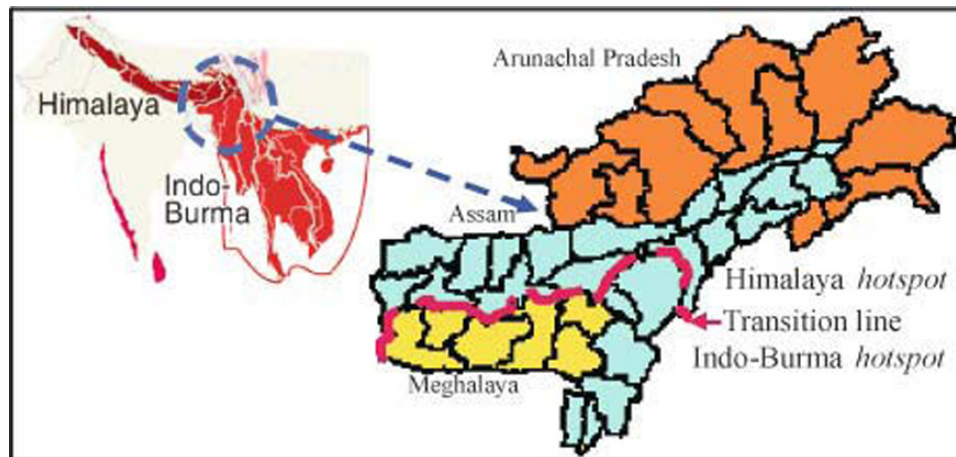 Himalaya
Indo-
Burma
Arunachal Pradesh
Assam
Himalaya hotspot
Transition line
Indo-Burma hotspot
Meghalaya